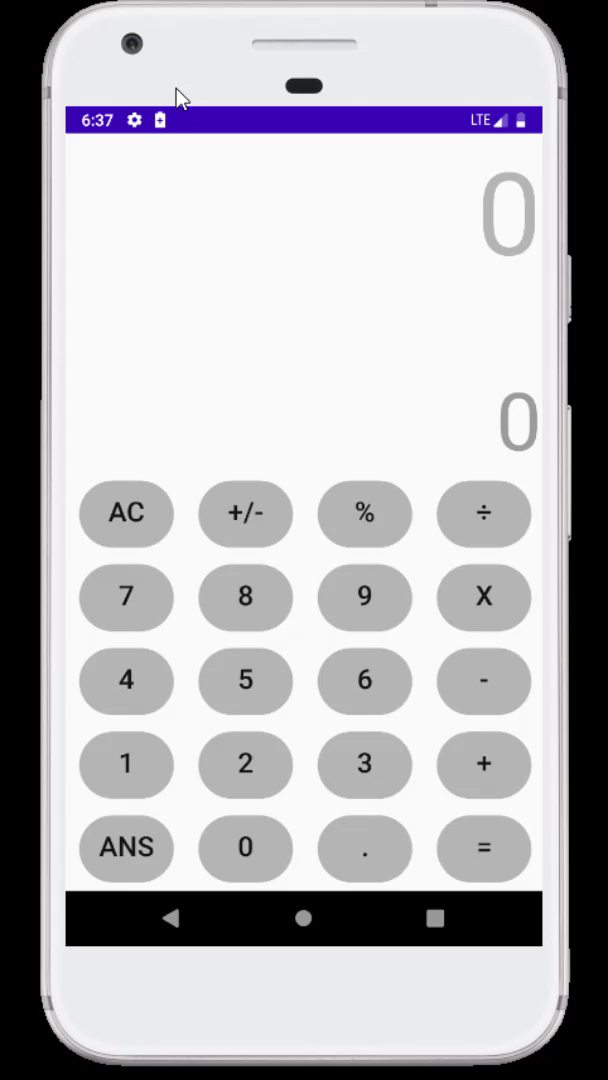 6:37 LTE
0
0
AC +/- % ÷
7 8 9 X
4 5 6 -
1 2 3 +
ANS 0 . =